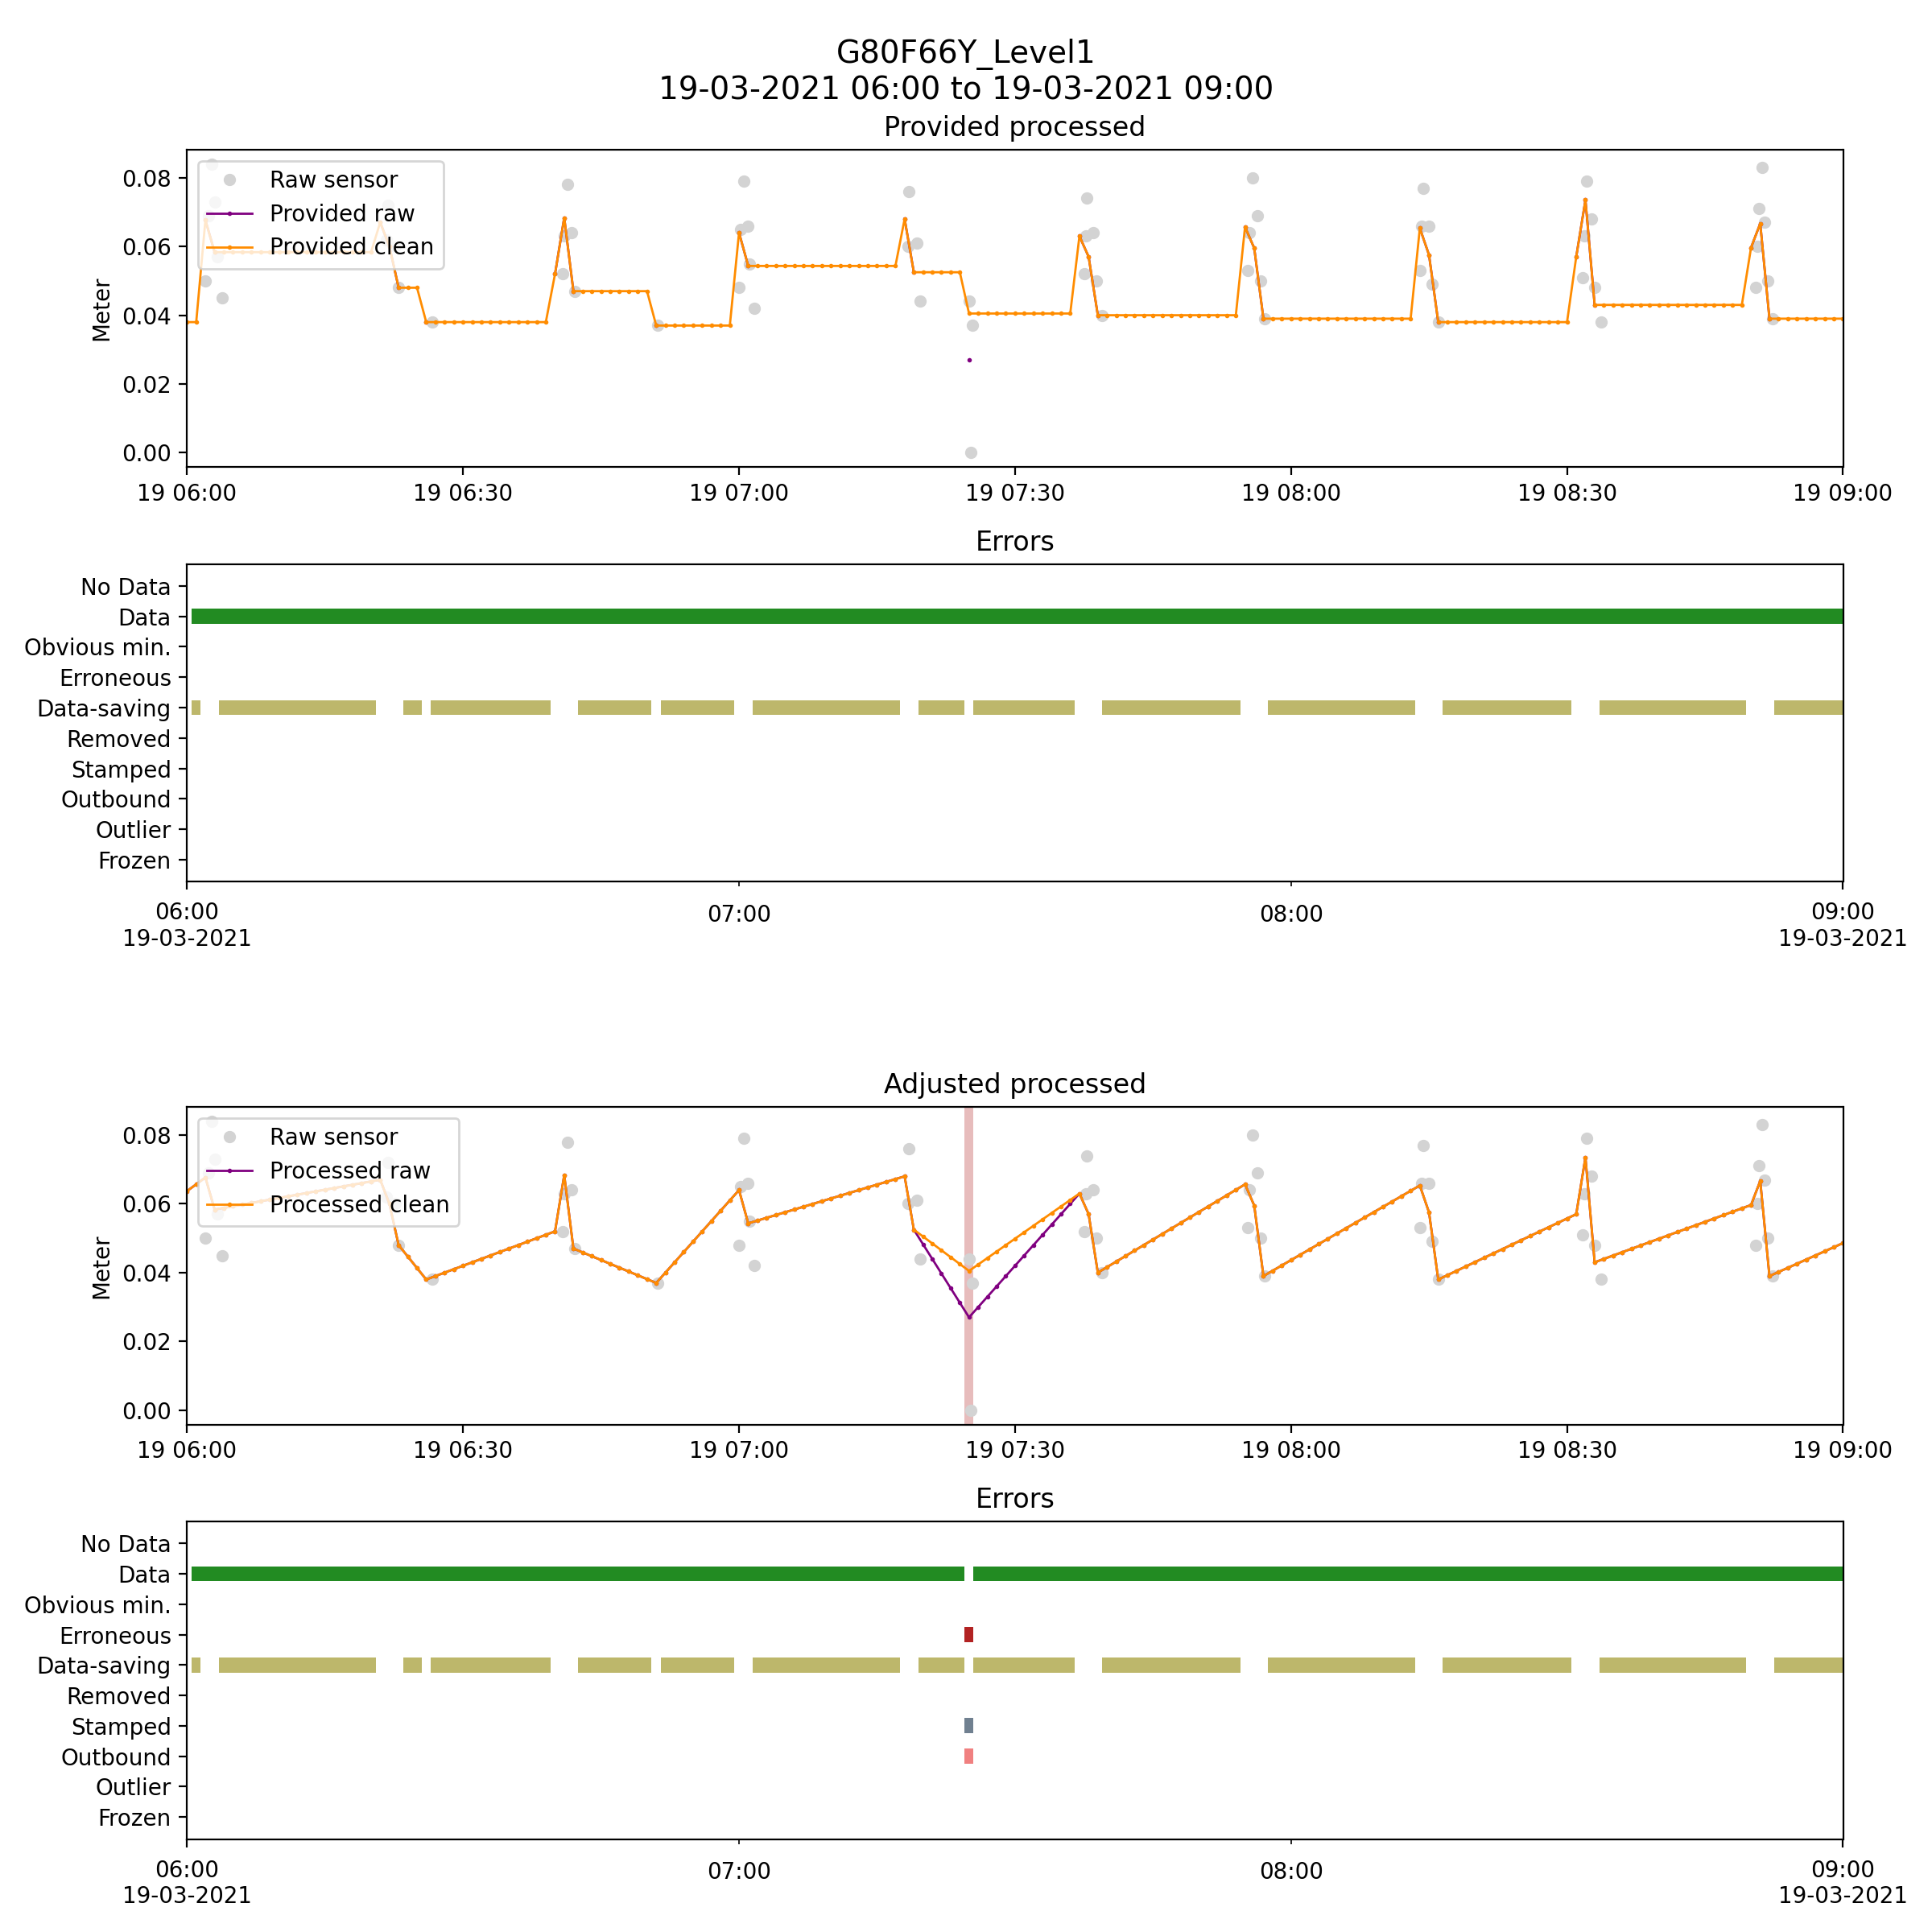 G80F66Y_Level1
19-03-2021 06:00 to 19-03-2021 09:00
Provided processed
Raw sensor
Provided raw
Provided clean
Meter
0.08
0.06
0.04
0.02
0.00
19 06:00 19 06:30 19 07:00 19 07:30 19 08:00 19 08:30 19 09:00
Errors
No Data
Data
Obvious min.
Erroneous
Data-saving
Removed
Stamped
Outbound
Outlier
Frozen
06:00 07:00 08:00 09:00
19-03-2021 19-03-2021
Adjusted processed
Raw sensor
Processed raw
Processed clean
Meter
0.08
0.06
0.04
0.02
0.00
19 06:00 19 06:30 19 07:00 19 07:30 19 08:00 19 08:30 19 09:00
Errors
No Data
Data
Obvious min.
Erroneous
Data-saving
Removed
Stamped
Outbound
Outlier
Frozen
06:00 07:00 08:00 09:00
19-03-2021 19-03-2021